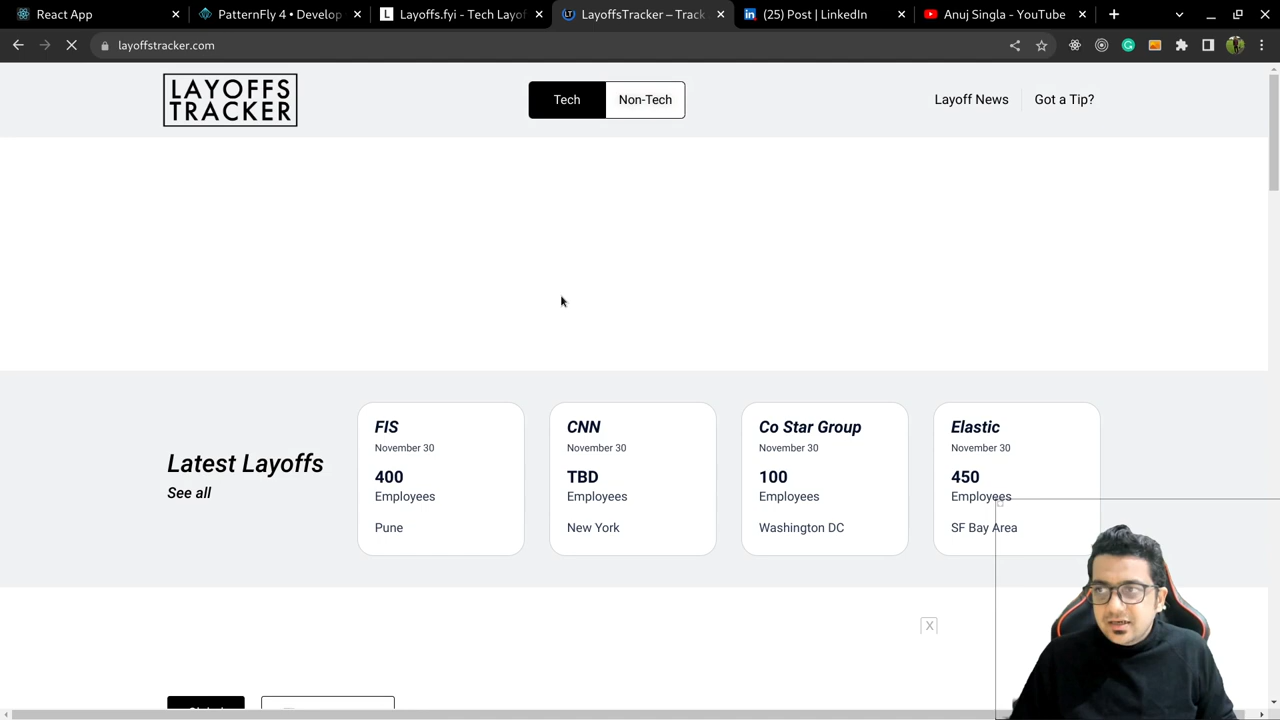 React App
PatternFly 4 • Develop
Layoffs.fyi - Tech Layof
LayoffsTracker – Track
(25) Post | LinkedIn
Anuj Singla - YouTube
layoffstracker.com
LAYOFFS
TRACKER
Tech
Non-Tech
Layoff News
Got a Tip?
Latest Layoffs
See all
FIS
November 30
400
Employees
Pune
CNN
November 30
TBD
Employees
New York
Co Star Group
November 30
100
Employees
Washington DC
Elastic
November 30
450
Employees
SF Bay Area
X